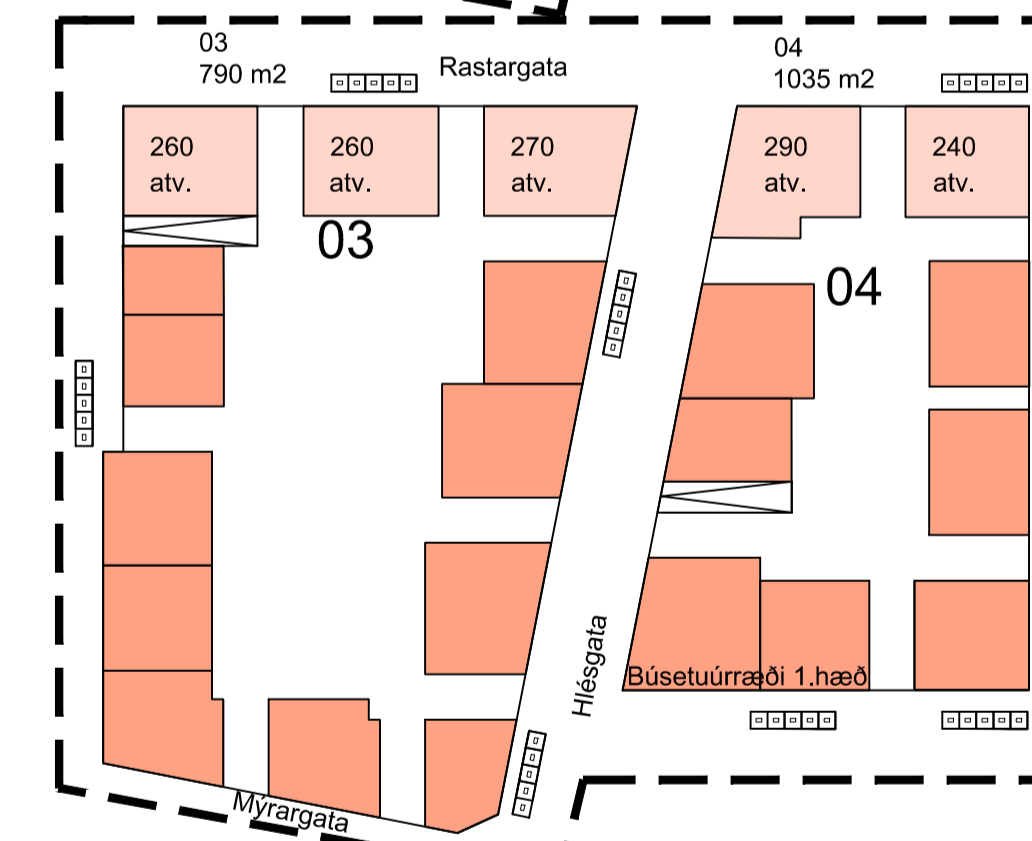 03
790 m2
Rastargata
04
1035 m2
260
atv.
260
atv.
270
atv.
290
atv.
240
atv.
03
04
Hlésgata
Búsetuúrræði 1.hæð
Mýrargata